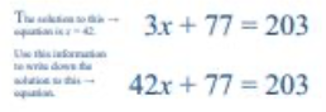 The solution to this →
equation is x = 42.
3x + 77 = 203
Use this information
to write down the
solution to this →
equation.
42x + 77 = 203